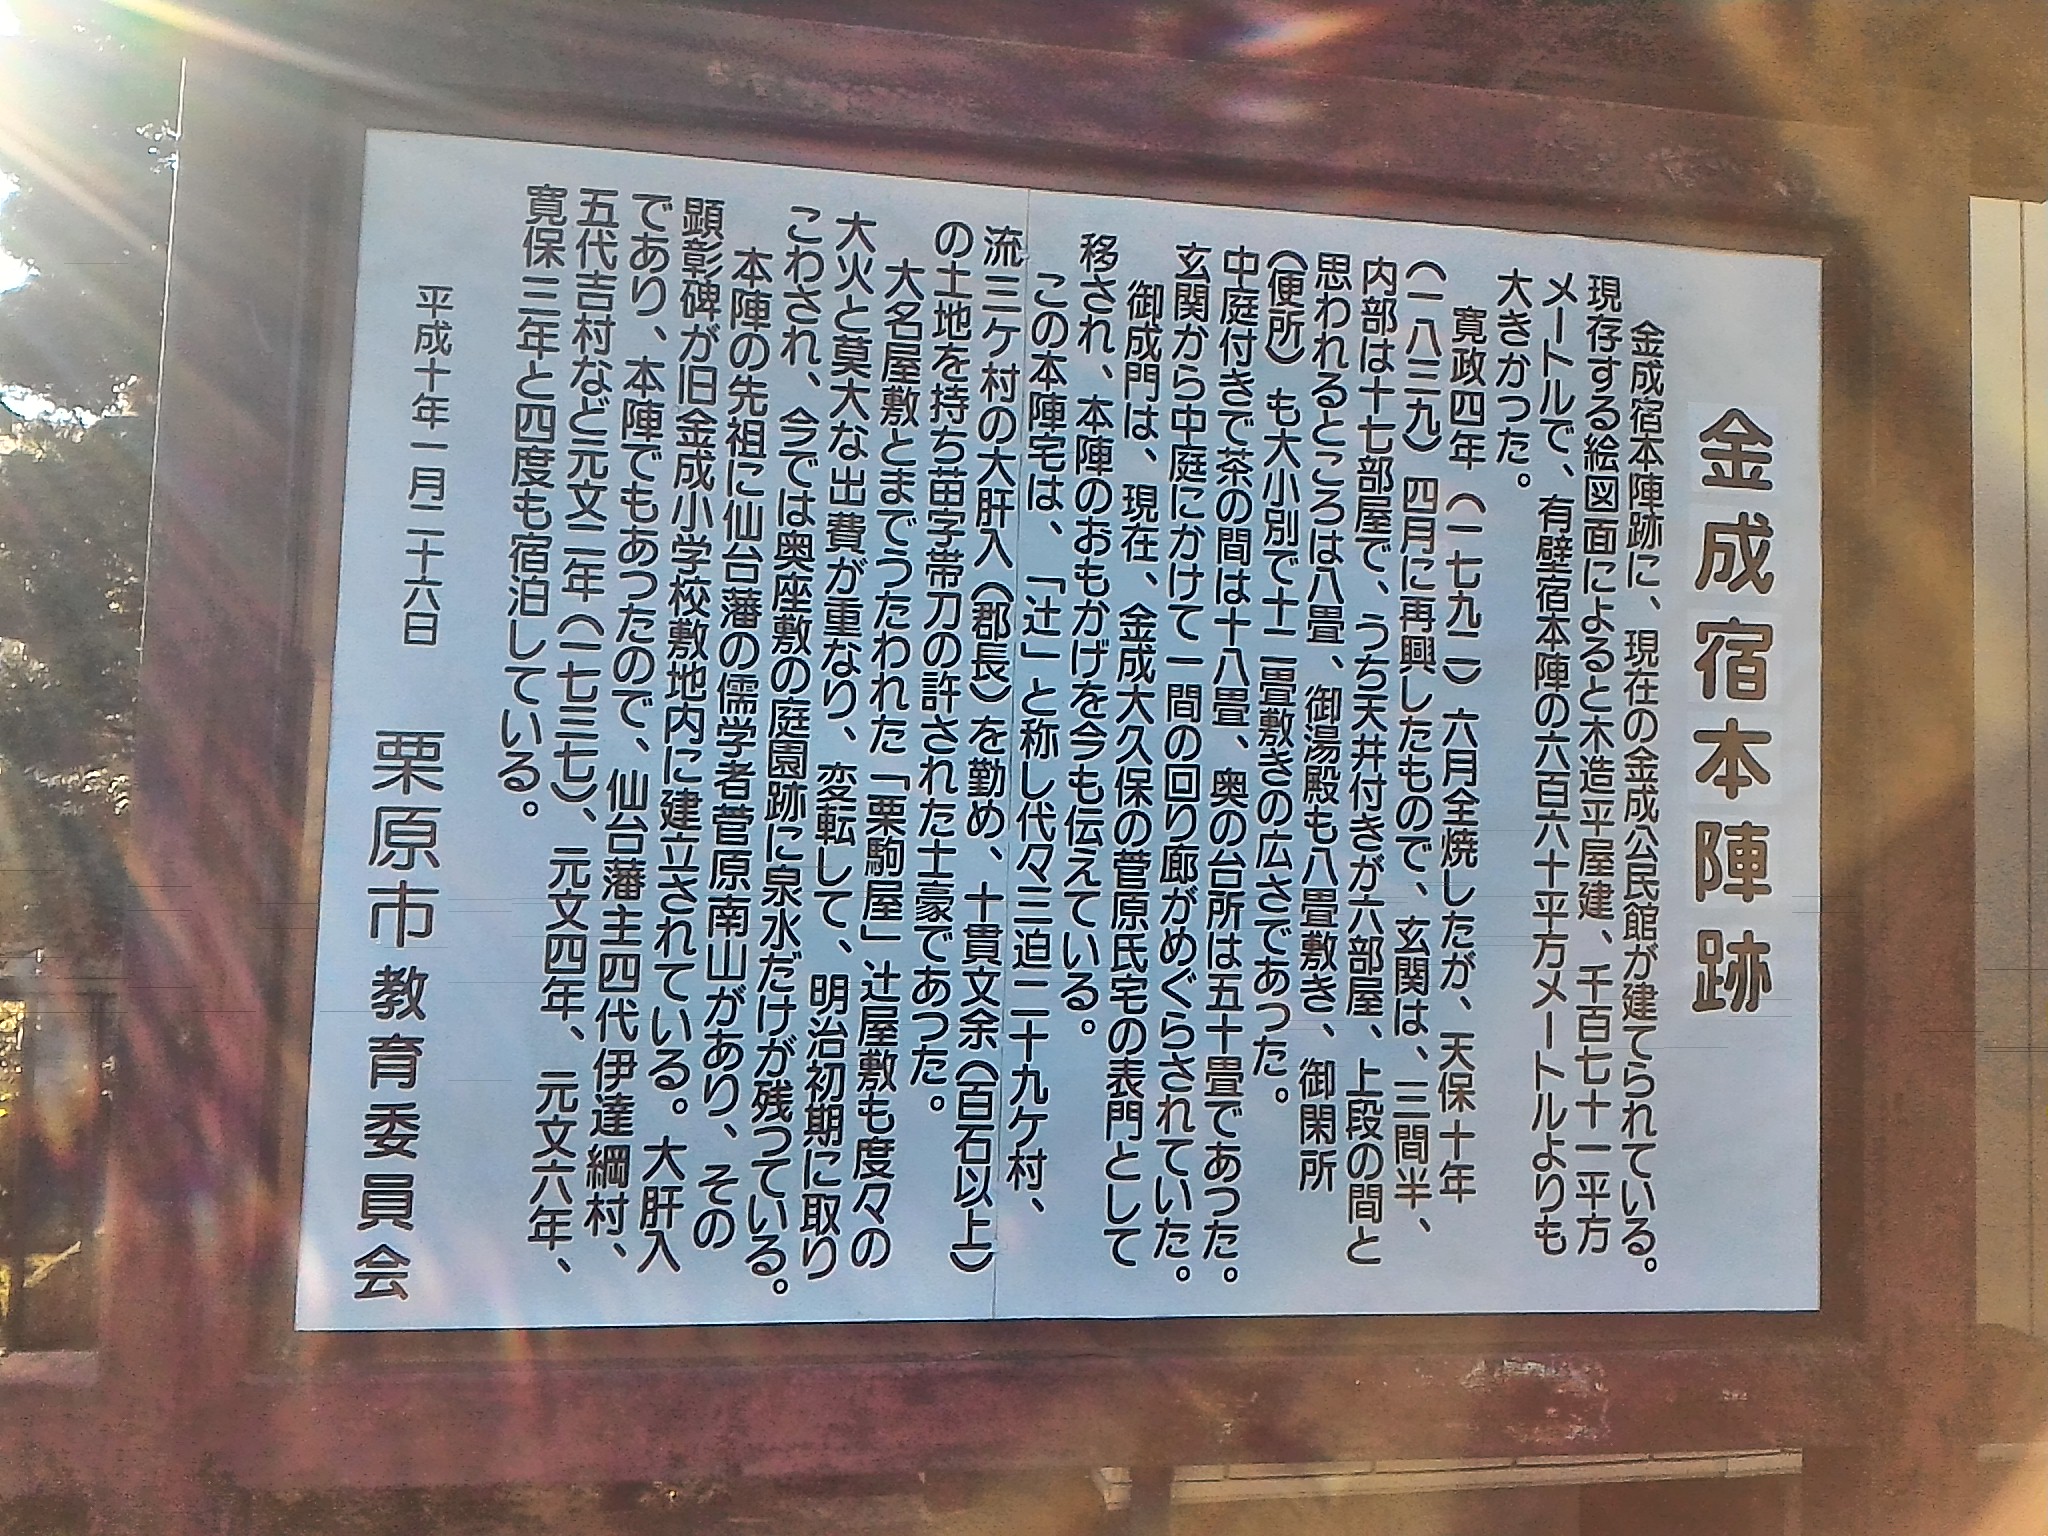 金成宿本陣跡
金成宿本陣跡に、現在の金成公民館が建てられている。
現存する絵図面によると木造平屋建、千百七十一平方
メートルで、有壁宿本陣の六百六十平方メートルよりも
大きかった。
寛政四年（一七九二）六月全焼したが、天保十年
（一八三九）四月に再興したもので、玄関は、三間半、
内部は十七部屋で、うち天井付きが六部屋、上段の間と
思われるところは八畳、御湯殿も八畳敷き、御閑所
（便所）も大小別で十二畳敷きの広さであった。
中庭付きで茶の間は十八畳、奥の台所は五十畳であった。
玄関から中庭にかけて一間の回り廊がめぐらされていた。
御成門は、現在、金成大久保の菅原氏宅の表門として
移され、本陣のおもかげを今も伝えている。
この本陣宅は、「辻」と称し代々三迫二十九ケ村、
流三ケ村の大肝入（郡長）を勤め、十貫文余（百石以上）
の土地を持ち苗字帯刀の許された士豪であった。
大名屋敷とまでうたわれた「栗駒屋」辻屋敷も度々の
大火と莫大な出費が重なり、変転して、明治初期に取り
こわされ、今では奥座敷の庭園跡に泉水だけが残っている。
本陣の先祖に仙台藩の儒学者菅原南山があり、その
顕彰碑が旧金成小学校敷地内に建立されている。大肝入
であり、本陣でもあったので、仙台藩主四代伊達綱村、
五代吉村など元文二年（一七三七）、元文四年、元文六年、
寛保三年と四度も宿泊している。
平成十年一月二十六日
栗原市教育委員会